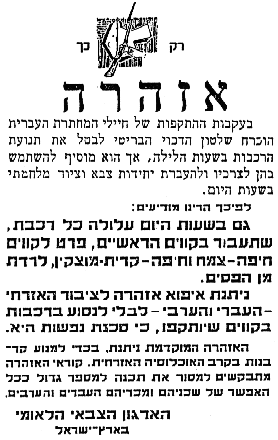 רק כך
אזהרה
בעקבות ההתקפות של חיילי המחתרת העברית
הוכרח שלטון הדכוי הבריטי לבטל את תנועת
הרכבות בשעות הלילה, אך הוא מוסיף להשתמש
בהן לצרכיו ולהעברת יחידות צבא וציוד מלחמתי
בשעות היום.
לפיכך הרינו מודיעים:
גם בשעות היום עלולה כל רכבת,
שתעבור בקווים הראשיים, פרט לקווים
חיפה-צמח וחיפה-קרית-מוצקין, לרדת
מן הפסים.
ניתנת איפוא אזהרה לציבור האזרחי
-העברי והערבי- לבלי לנסוע ברכבות
בקווים שיותקפו, כי סכנת נפשות היא.
האזהרה המוקדמת ניתנת, בכדי למנוע קר-
בנות בקרב האוכלוסיה האזרחית. קוראי האזהרה
מתבקשים למסור את תכנה למספר גדול ככל
האפשר של שכניהם ומכריהם העברים והערבים.
הארגון הצבאי הלאומי
בארץ-ישראל